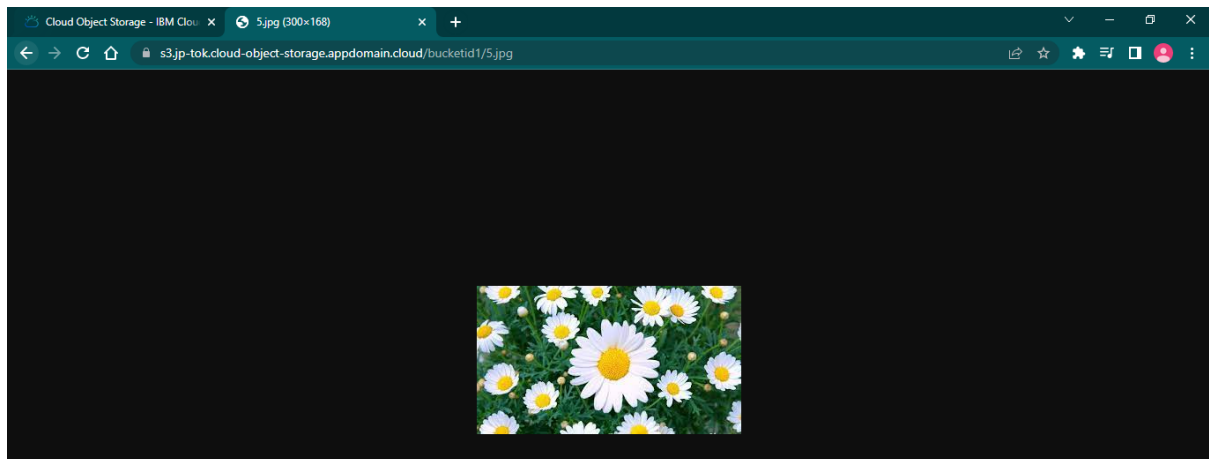 Cloud Object Storage - IBM Clou
5.jpg (300×168)
s3.jp-tok.cloud-object-storage.appdomain.cloud/bucketid1/5.jpg